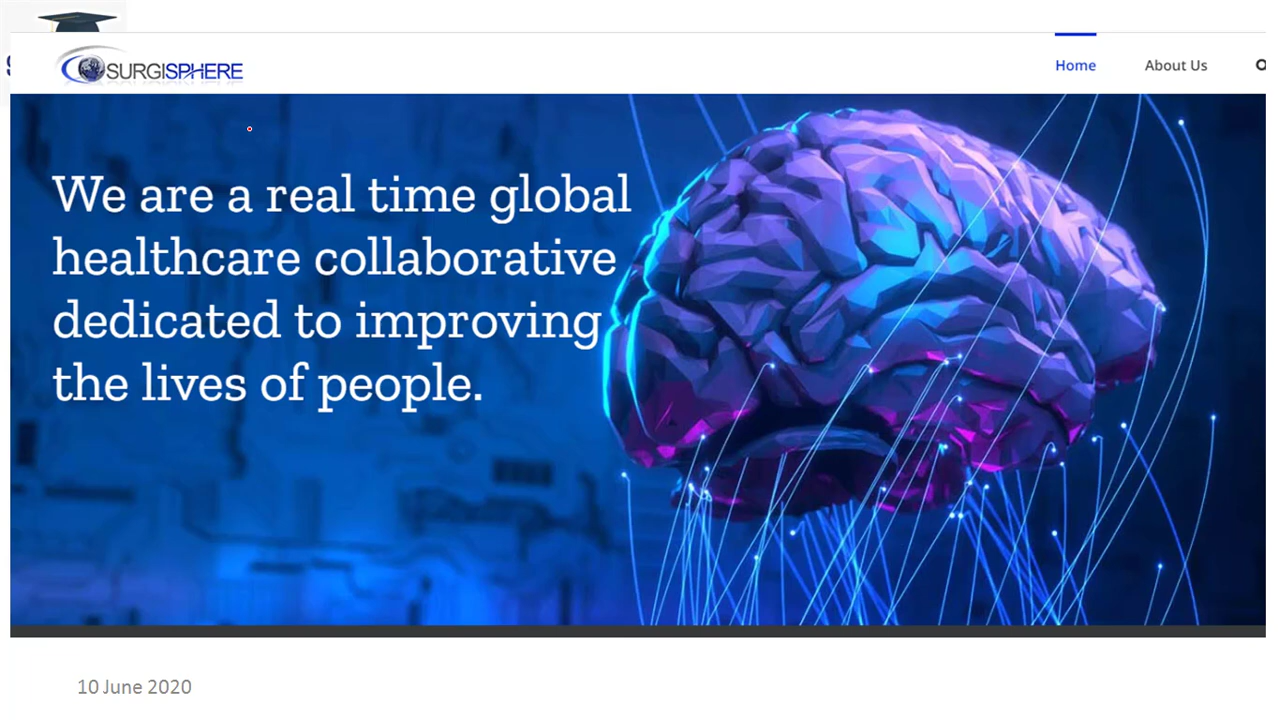 SURGISPHERE
Home About Us
We are a real time global
healthcare collaborative
dedicated to improving
the lives of people.
10 June 2020